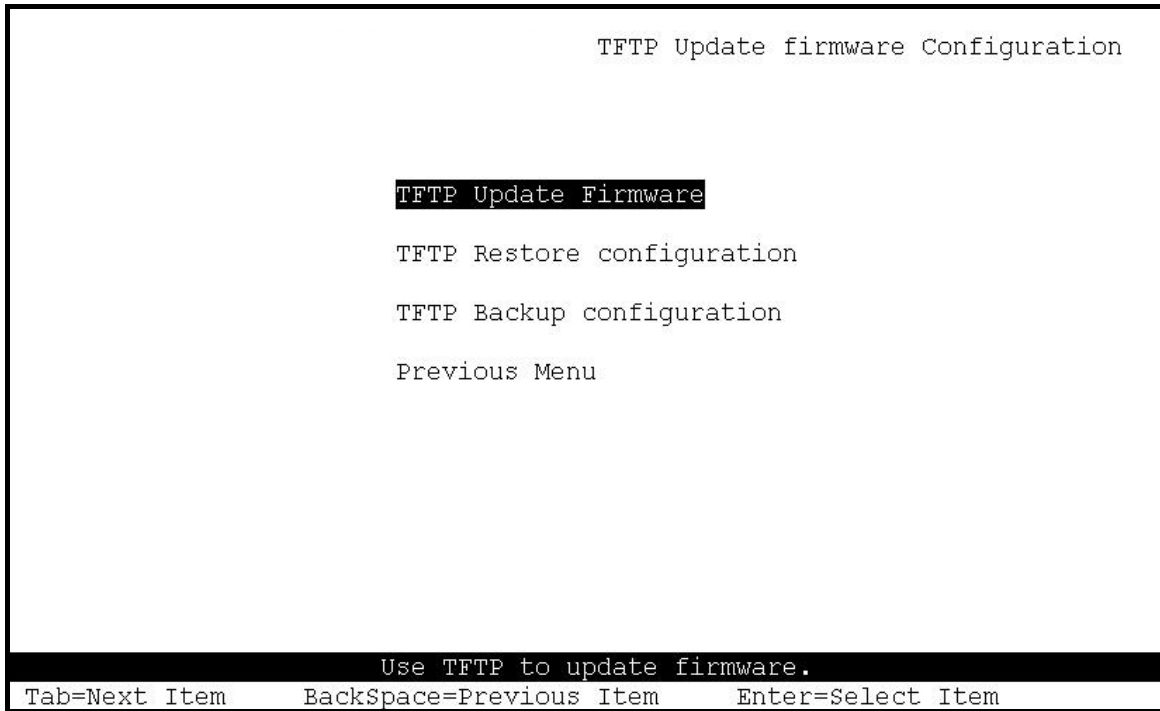 TFTP Update firmware Configuration
TFTP Update Firmware
TFTP Restore configuration
TFTP Backup configuration
Previous Menu
Use TFTP to update firmware.
Tab=Next Item BackSpace=Previous Item Enter=Select Item